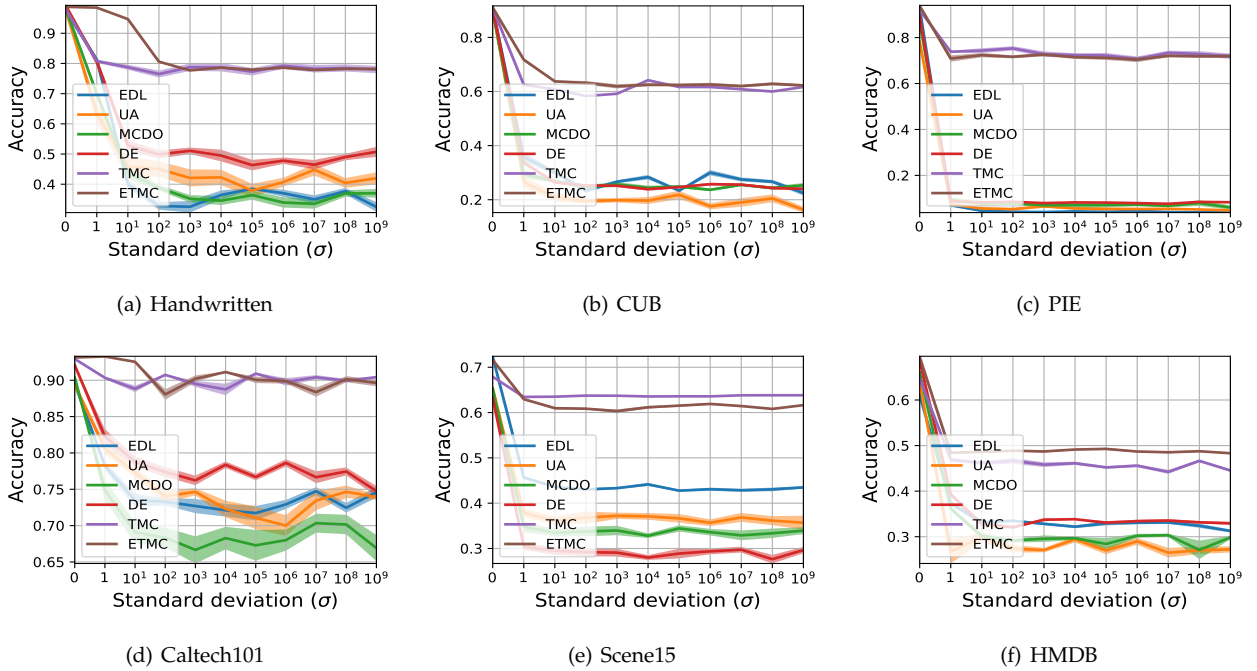 Accuracy
0.9
0.8
0.7
0.6
0.5
0.4
EDL
UA
MCDO
DE
TMC
ETMC
0 1 10¹ 10² 10³ 10⁴ 10⁵ 10⁶ 10⁷ 10⁸ 10⁹
Standard deviation (σ)
(a) Handwritten
Accuracy
0.8
0.6
0.4
0.2
EDL
UA
MCDO
DE
TMC
ETMC
0 1 10¹ 10² 10³ 10⁴ 10⁵ 10⁶ 10⁷ 10⁸ 10⁹
Standard deviation (σ)
(b) CUB
Accuracy
0.8
0.6
0.4
0.2
EDL
UA
MCDO
DE
TMC
ETMC
0 1 10¹ 10² 10³ 10⁴ 10⁵ 10⁶ 10⁷ 10⁸ 10⁹
Standard deviation (σ)
(c) PIE
Accuracy
0.90
0.85
0.80
0.75
0.70
0.65
EDL
UA
MCDO
DE
TMC
ETMC
0 1 10¹ 10² 10³ 10⁴ 10⁵ 10⁶ 10⁷ 10⁸ 10⁹
Standard deviation (σ)
(d) Caltech101
Accuracy
0.7
0.6
0.5
0.4
0.3
EDL
UA
MCDO
DE
TMC
ETMC
0 1 10¹ 10² 10³ 10⁴ 10⁵ 10⁶ 10⁷ 10⁸ 10⁹
Standard deviation (σ)
(e) Scene15
Accuracy
0.6
0.5
0.4
0.3
EDL
UA
MCDO
DE
TMC
ETMC
0 1 10¹ 10² 10³ 10⁴ 10⁵ 10⁶ 10⁷ 10⁸ 10⁹
Standard deviation (σ)
(f) HMDB